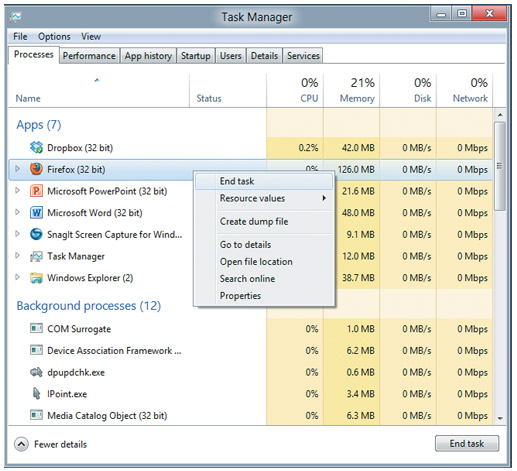 Task Manager
File Options View
Processes Performance App history Startup Users Details Services
0% 21% 0% 0%
Name Status CPU Memory Disk Network
Apps (7)
Dropbox (32 bit) 0.2% 42.0 MB 0 MB/s 0 Mbps
Firefox (32 bit) 0% 126.0 MB 0 MB/s 0 Mbps
End task
Microsoft PowerPoint (32 bit) 21.6 MB 0 MB/s 0 Mbps
Resource values
Microsoft Word (32 bit) 48.0 MB 0 MB/s 0 Mbps
Create dump file
SnagIt Screen Capture for Wind... 9.1 MB 0 MB/s 0 Mbps
Go to details
Task Manager 12.0 MB 0 MB/s 0 Mbps
Open file location
Windows Explorer (2) 38.7 MB 0 MB/s 0 Mbps
Search online
Properties
Background processes (12)
COM Surrogate 0% 1.0 MB 0 MB/s 0 Mbps
Device Association Framework ... 0% 6.2 MB 0 MB/s 0 Mbps
dpupdchk.exe 0% 0.6 MB 0 MB/s 0 Mbps
IPoint.exe 0% 3.4 MB 0 MB/s 0 Mbps
Media Catalog Object (32 bit) 0% 6.3 MB 0 MB/s 0 Mbps
Fewer details End task